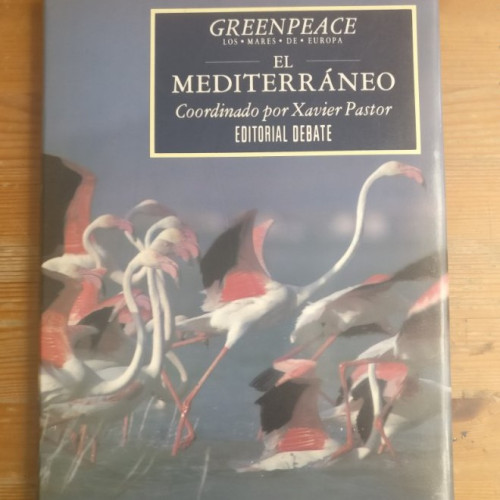 GREENPEACE
LOS • MARES • DE • EUROPA
EL
MEDITERRÁNEO
Coordinado por Xavier Pastor
EDITORIAL DEBATE